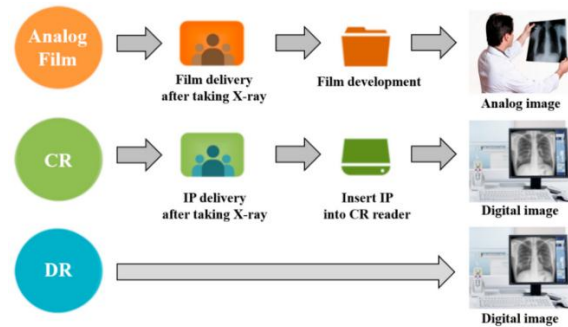 Analog
Film
Film delivery
after taking X-ray
Film development
Analog image
CR
IP delivery
after taking X-ray
Insert IP
into CR reader
Digital image
DR
Digital image